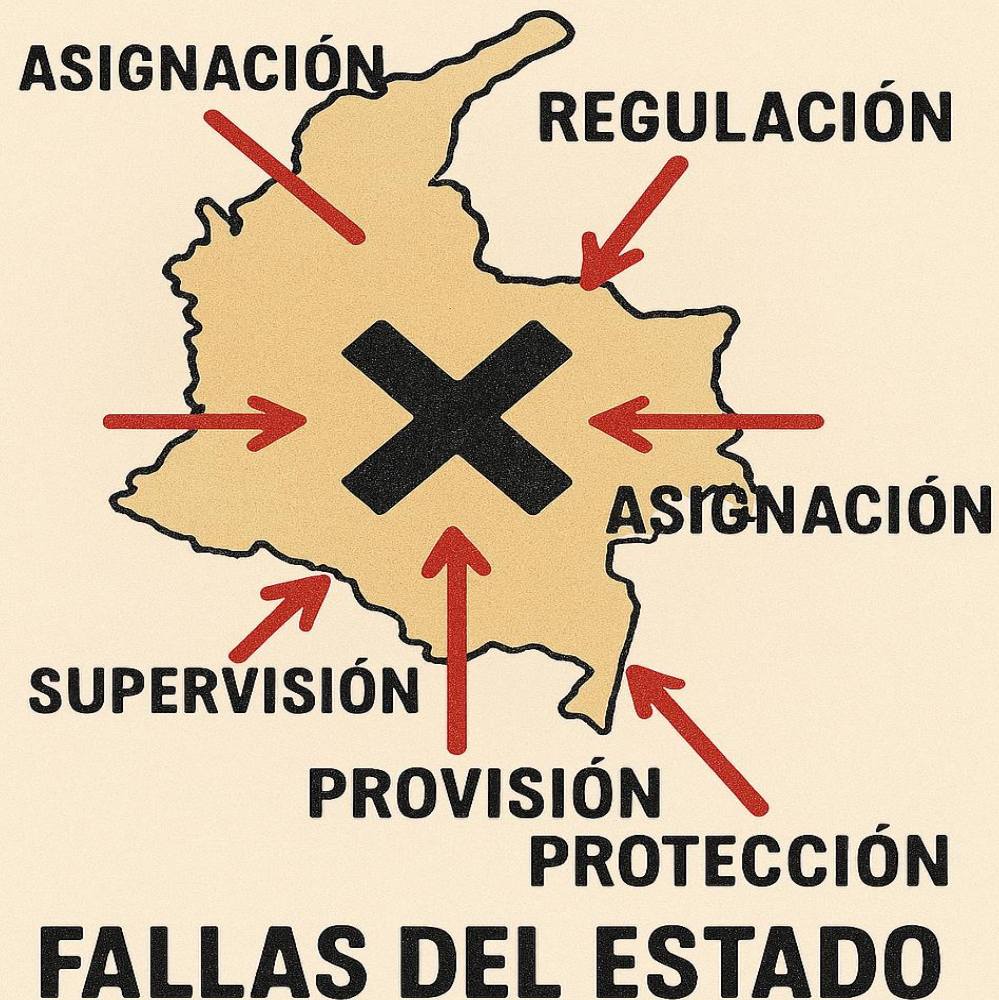 ASIGNACIÓN
REGULACIÓN
ASIGNACIÓN
SUPERVISIÓN
PROVISIÓN
PROTECCIÓN
FALLAS DEL ESTADO